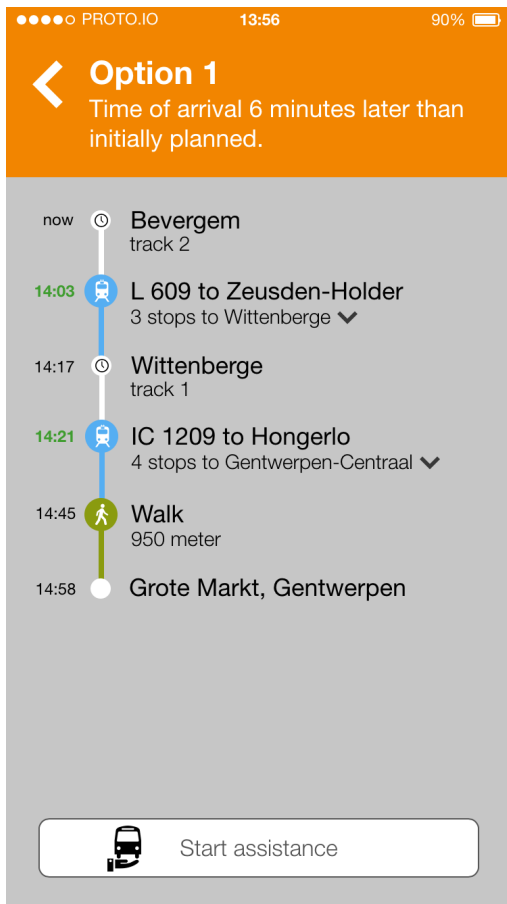 PROTO.IO 13:56 90%
Option 1
Time of arrival 6 minutes later than
initially planned.
now Bevergem
track 2
14:03 L 609 to Zeusden-Holder
3 stops to Wittenberge
14:17 Wittenberge
track 1
14:21 IC 1209 to Hongerlo
4 stops to Gentwerpen-Centraal
14:45 Walk
950 meter
14:58 Grote Markt, Gentwerpen
Start assistance